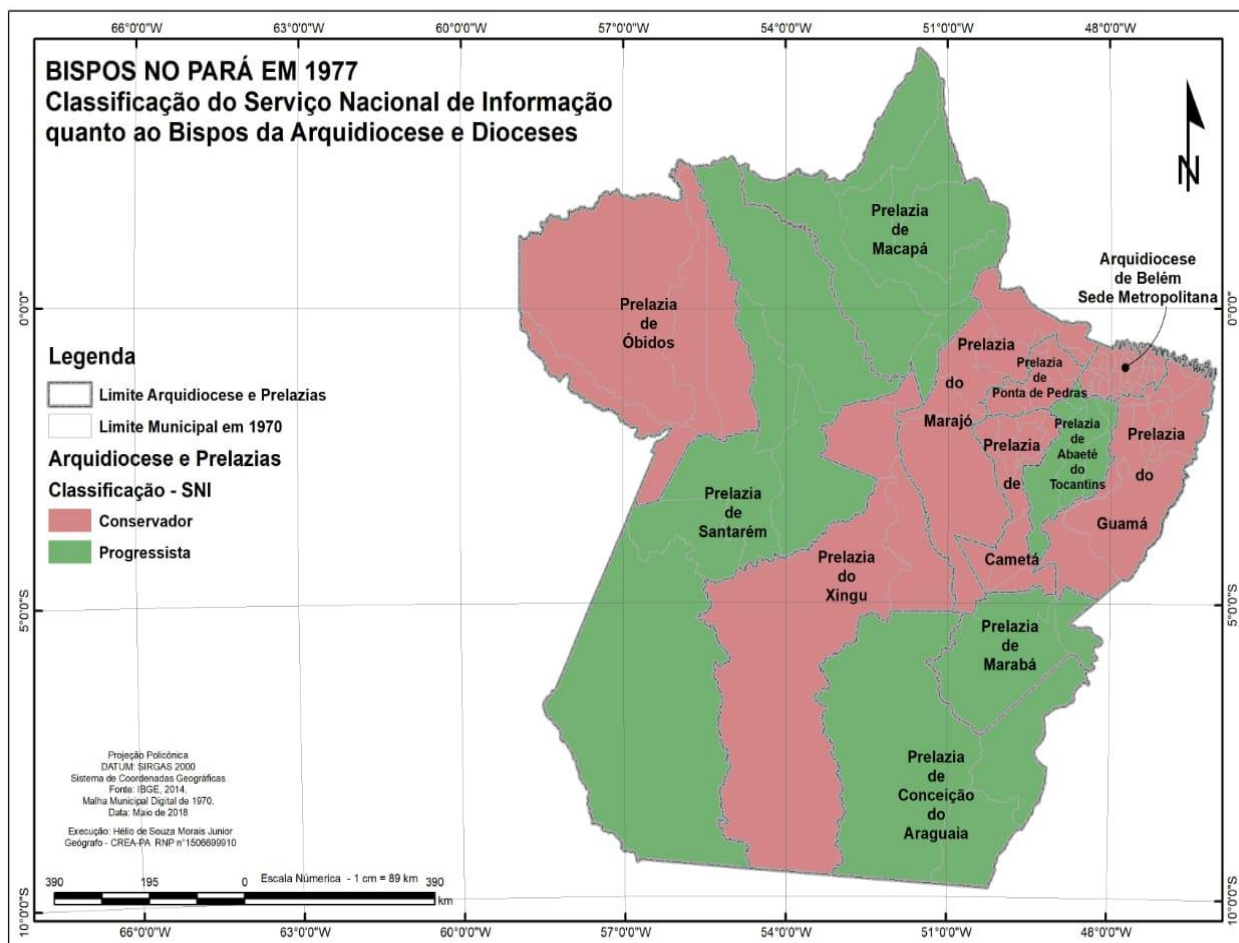 66°0'0"W
63°0'0"W
60°0'0"W
57°0'0"W
54°0'0"W
51°0'0"W
48°0'0"W
BISPOS NO PARÁ EM 1977
Classificação do Serviço Nacional de Informação
quanto ao Bispos da Arquidiocese e Dioceses
N
Prelazia
de
Macapá
Arquidiocese
de Belém
Sede Metropolitana
0°0'0"
0°0'0"
Prelazia
de
Óbidos
Prelazia
do
Marajó
Prelazia
de
Ponta de Pedras
Prelazia
de
Cametá
Prelazia
de
Abaeté
do
Tocantins
Prelazia
do
Guamá
Legenda
Limite Arquidiocese e Prelazias
Limite Municipal em 1970
Arquidiocese e Prelazias
Classificação - SNI
Conservador
Progressista
Prelazia
de
Santarém
Prelazia
do
Xingu
5°0'0"S
5°0'0"S
Prelazia
de
Marabá
Prelazia
de
Conceição
do
Araguaia
Projeção Policônica
DATUM: SIRGAS 2000
Sistema de Coordenadas Geográficas
Fonte: IBGE, 2014.
Malha Municipal Digital de 1970.
Data: Maio de 2018
Execução: Hélio de Souza Morais Junior
Geógrafo - CREA-PA RNP n°1506699910
Escala Númerica - 1 cm = 89 km
390
195
0
390
km
10°0'0"S
10°0'0"S
66°0'0"W
63°0'0"W
60°0'0"W
57°0'0"W
54°0'0"W
51°0'0"W
48°0'0"W